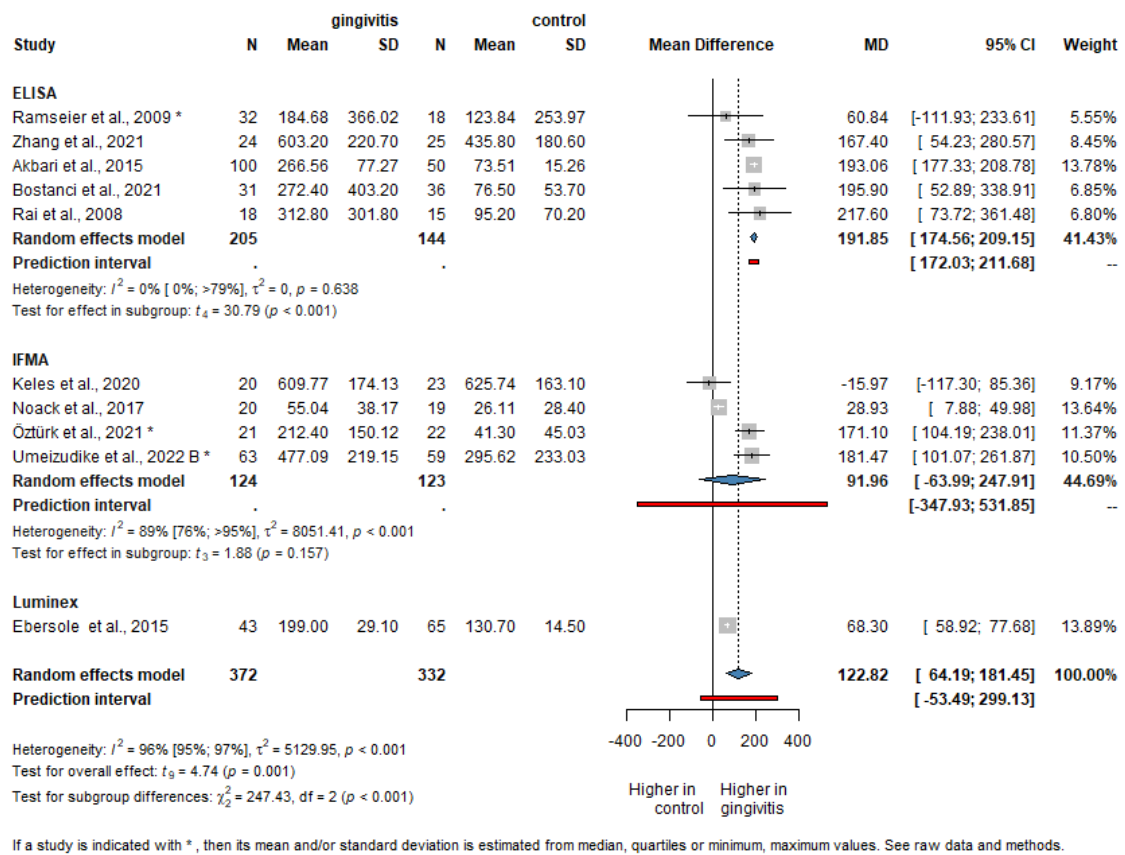 gingivitis control
Study N Mean SD N Mean SD Mean Difference MD 95% CI Weight
ELISA
Ramseier et al., 2009 * 32 184.68 366.02 18 123.84 253.97 60.84 [-111.93; 233.61] 5.55%
Zhang et al., 2021 24 603.20 220.70 25 435.80 180.60 167.40 [ 54.23; 280.57] 8.45%
Akbari et al., 2015 100 266.56 77.27 50 73.51 15.26 193.06 [177.33; 208.78] 13.78%
Bostanci et al., 2021 31 272.40 403.20 36 76.50 53.70 195.90 [ 52.89; 338.91] 6.85%
Rai et al., 2008 18 312.80 301.80 15 95.20 70.20 217.60 [ 73.72; 361.48] 6.80%
Random effects model 205 144 191.85 [ 174.56; 209.15] 41.43%
Prediction interval . . [ 172.03; 211.68] --
Heterogeneity: I² = 0% [ 0%; >79%], τ² = 0, p = 0.638
Test for effect in subgroup: t₄ = 30.79 (p < 0.001)
IFMA
Keles et al., 2020 20 609.77 174.13 23 625.74 163.10 -15.97 [-117.30; 85.36] 9.17%
Noack et al., 2017 20 55.04 38.17 19 26.11 28.40 28.93 [ 7.88; 49.98] 13.64%
Öztürk et al., 2021 * 21 212.40 150.12 22 41.30 45.03 171.10 [ 104.19; 238.01] 11.37%
Umeizudike et al., 2022 B * 63 477.09 219.15 59 295.62 233.03 181.47 [ 101.07; 261.87] 10.50%
Random effects model 124 123 91.96 [ -63.99; 247.91] 44.69%
Prediction interval . . [-347.93; 531.85] --
Heterogeneity: I² = 89% [76%; >95%], τ² = 8051.41, p < 0.001
Test for effect in subgroup: t₃ = 1.88 (p = 0.157)
Luminex
Ebersole et al., 2015 43 199.00 29.10 65 130.70 14.50 68.30 [ 58.92; 77.68] 13.89%
Random effects model 372 332 122.82 [ 64.19; 181.45] 100.00%
Prediction interval [ -53.49; 299.13]
-400 -200 0 200 400
Heterogeneity: I² = 96% [95%; 97%], τ² = 5129.95, p < 0.001
Test for overall effect: t₉ = 4.74 (p = 0.001)
Test for subgroup differences: χ²₂ = 247.43, df = 2 (p < 0.001)
Higher in Higher in
control gingivitis
If a study is indicated with * , then its mean and/or standard deviation is estimated from median, quartiles or minimum, maximum values. See raw data and methods.